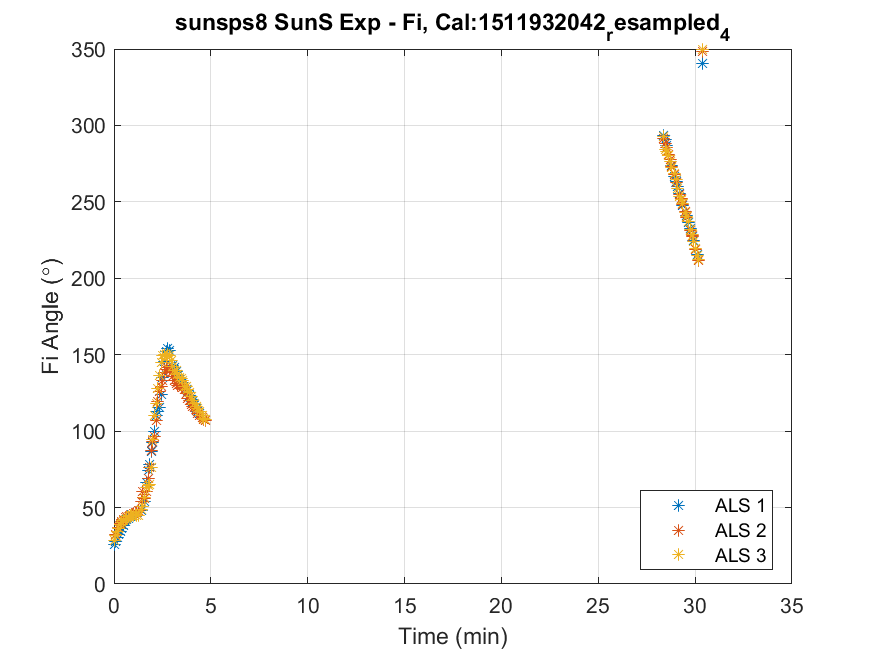 sunsps8 SunS Exp - Fi, Cal:1511932042resampled4
350
300
250
200
150
100
50
0
Fi Angle (°)
0 5 10 15 20 25 30 35
Time (min)
ALS 1
ALS 2
ALS 3